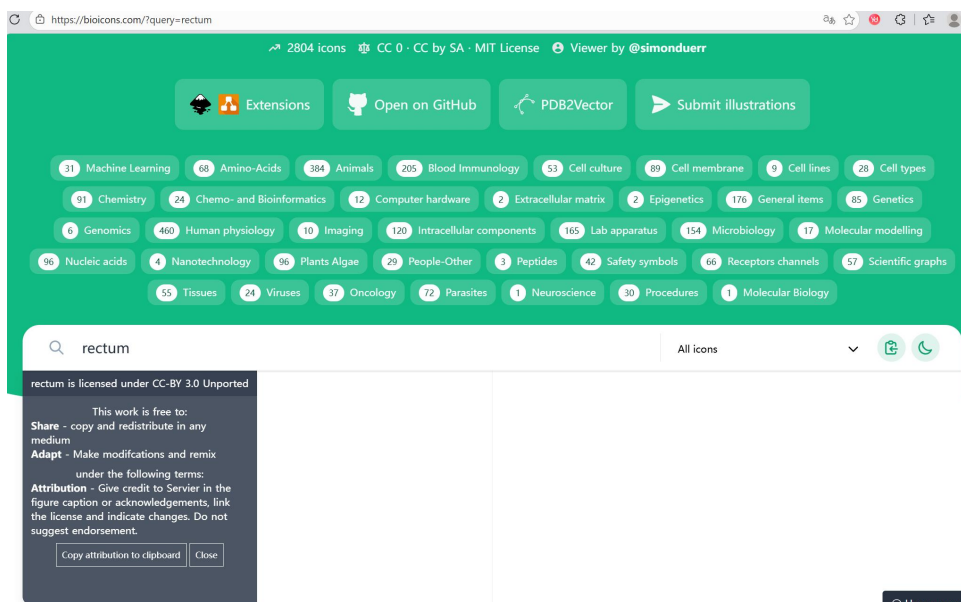 https://bioicons.com/?query=rectum
2804 icons CC 0 · CC by SA · MIT License Viewer by @simonduerr
Extensions Open on GitHub PDB2Vector Submit illustrations
31 Machine Learning 68 Amino-Acids 384 Animals 205 Blood Immunology 53 Cell culture 89 Cell membrane 9 Cell lines 28 Cell types
91 Chemistry 24 Chemo- and Bioinformatics 12 Computer hardware 2 Extracellular matrix 2 Epigenetics 176 General items 85 Genetics
6 Genomics 460 Human physiology 10 Imaging 120 Intracellular components 165 Lab apparatus 154 Microbiology 17 Molecular modelling
96 Nucleic acids 4 Nanotechnology 96 Plants Algae 29 People-Other 3 Peptides 42 Safety symbols 66 Receptors channels 57 Scientific graphs
55 Tissues 24 Viruses 37 Oncology 72 Parasites 1 Neuroscience 30 Procedures 1 Molecular Biology
rectum All icons
rectum is licensed under CC-BY 3.0 Unported
This work is free to:
Share - copy and redistribute in any
medium
Adapt - Make modifcations and remix
under the following terms:
Attribution - Give credit to Servier in the
figure caption or acknowledgements, link
the license and indicate changes. Do not
suggest endorsement.
Copy attribution to clipboard Close